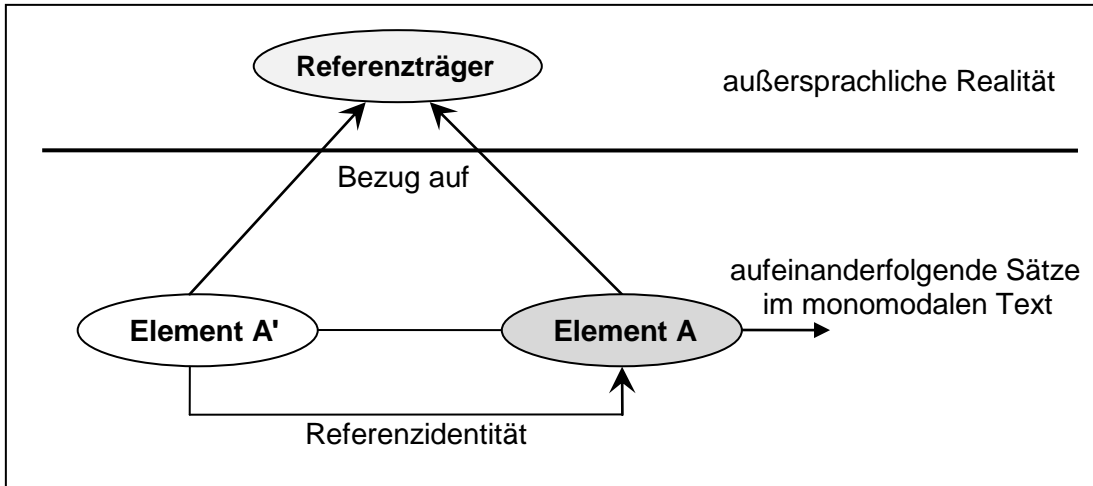 Referenzträger
außersprachliche Realität
Bezug auf
aufeinanderfolgende Sätze
im monomodalen Text
Element A'
Element A
Referenzidentität